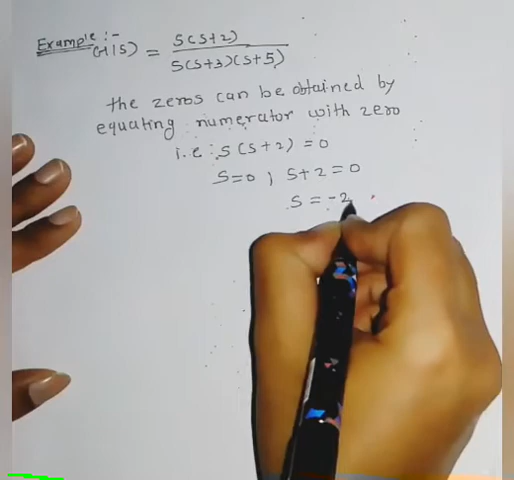 Example :- G(S) = S(S+2) / S(S+3)(S+5)
the zeros can be obtained by
equating numerator with zero
i.e : S (S+2) = 0
S=0 , S+2=0
S = -2